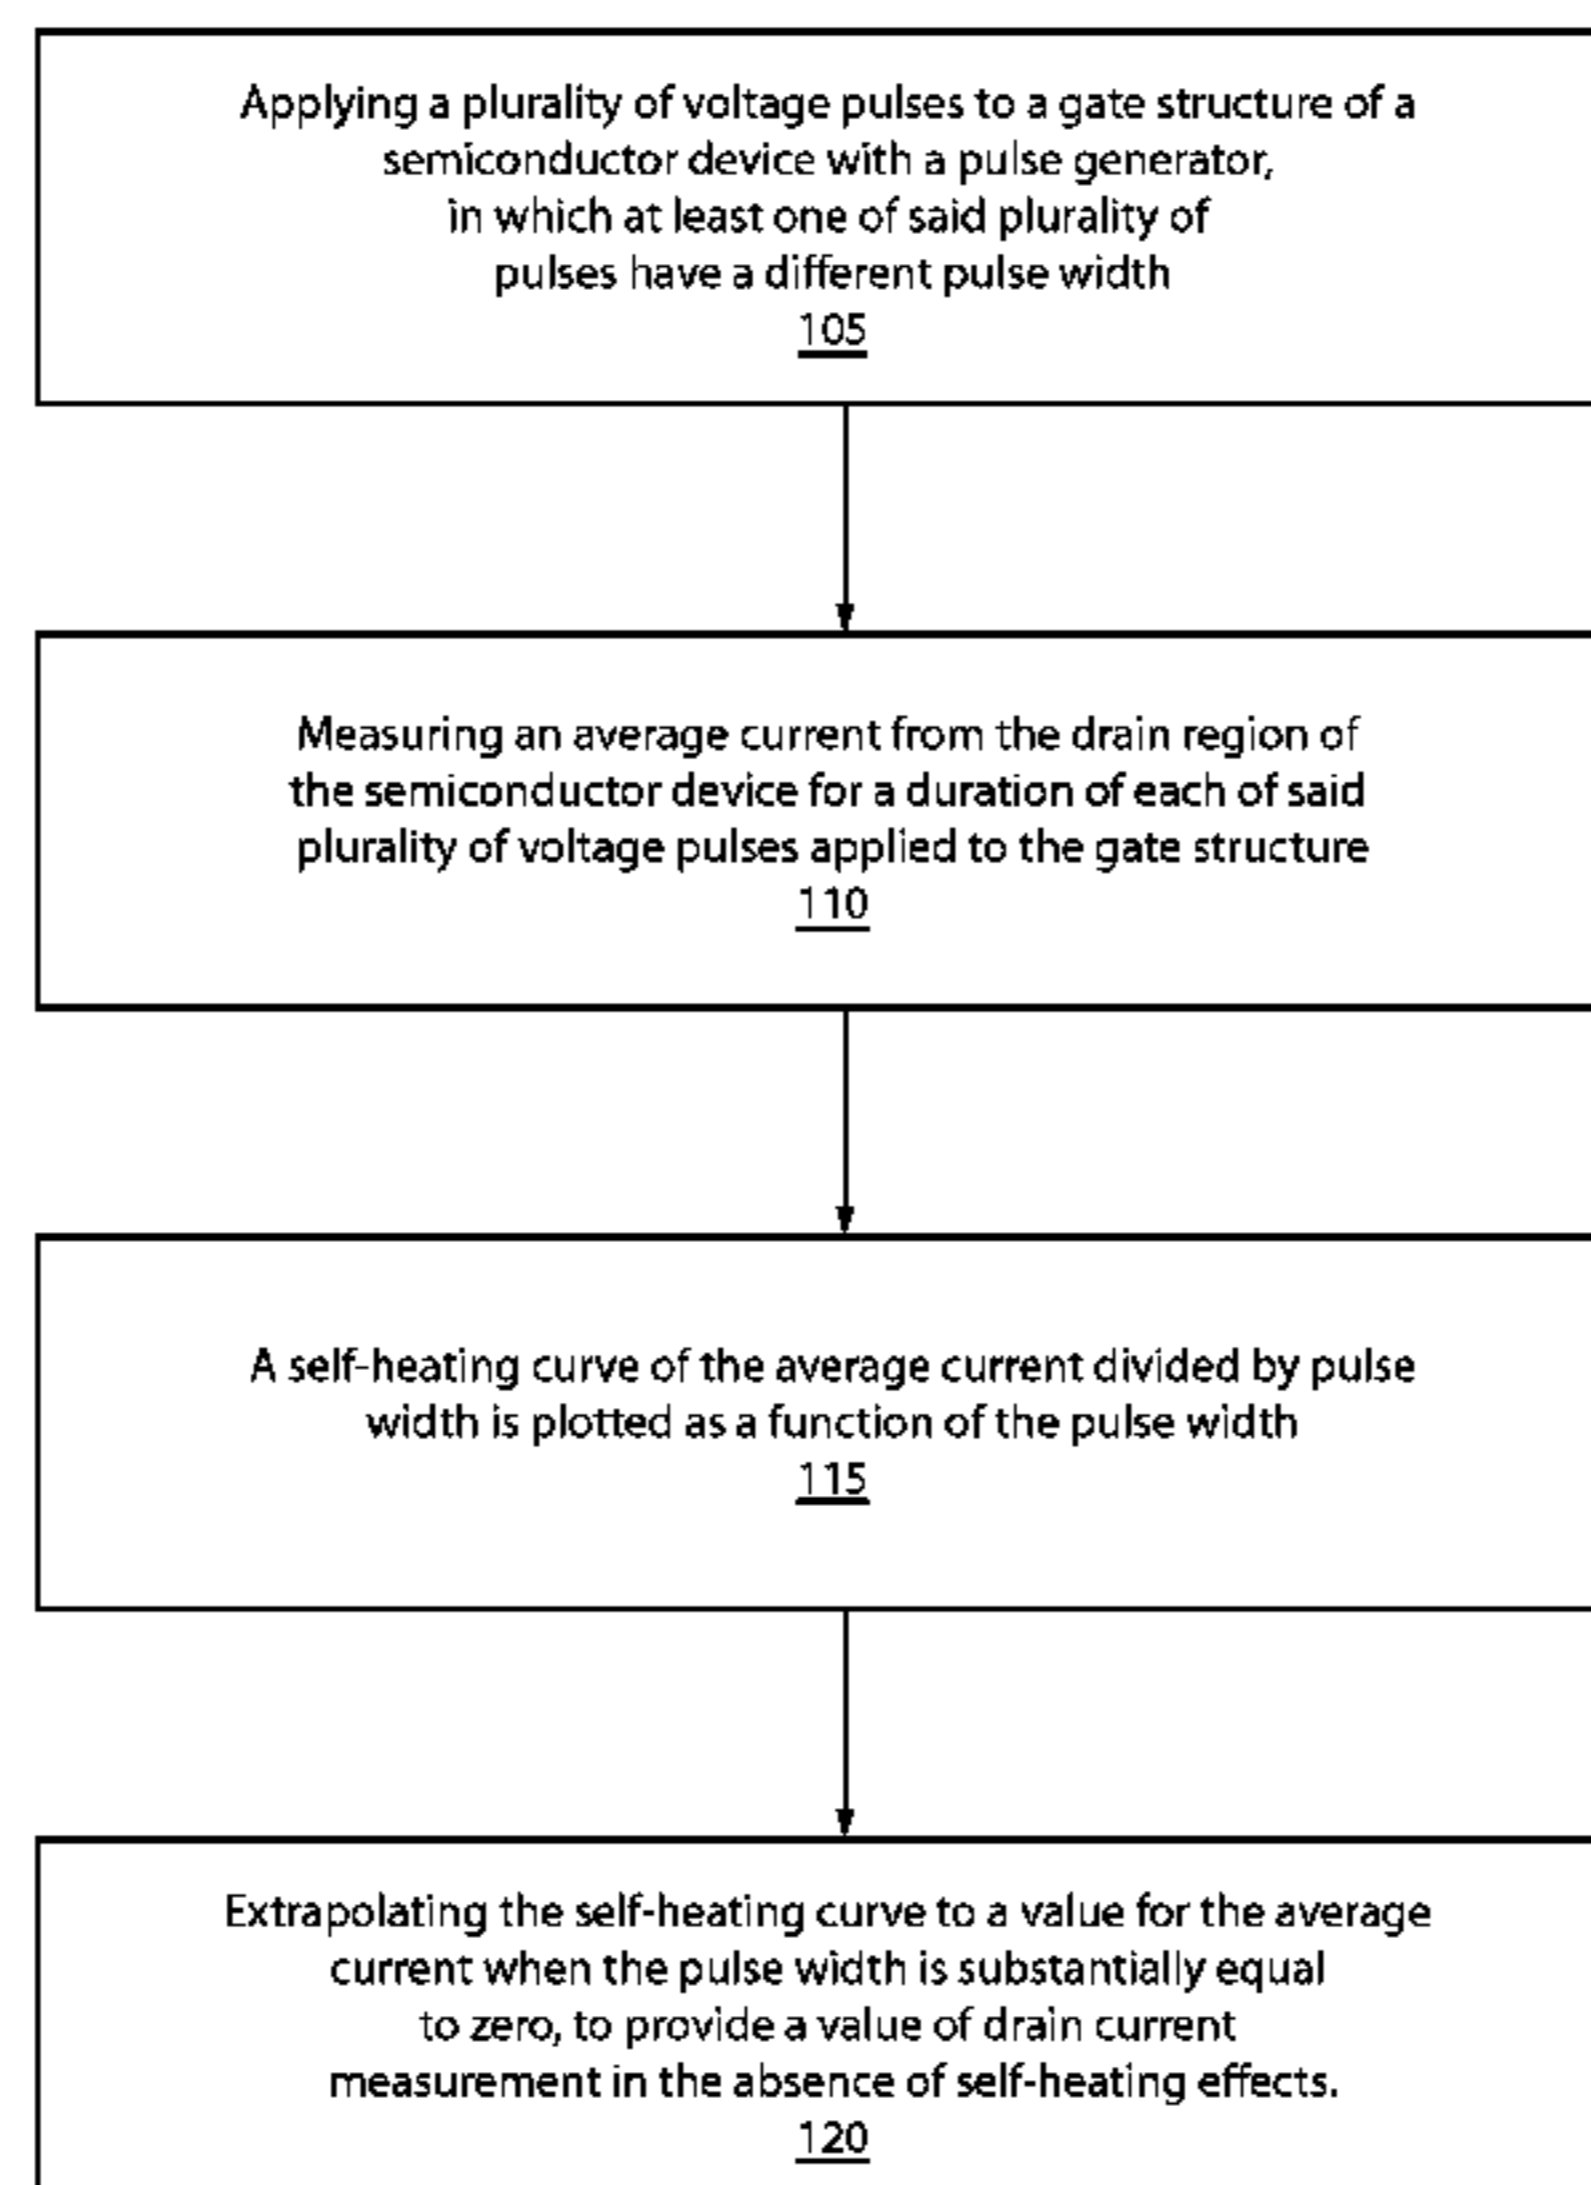 Applying a plurality of voltage pulses to a gate structure of a
semiconductor device with a pulse generator,
in which at least one of said plurality of
pulses have a different pulse width
105
Measuring an average current from the drain region of
the semiconductor device for a duration of each of said
plurality of voltage pulses applied to the gate structure
110
A self-heating curve of the average current divided by pulse
width is plotted as a function of the pulse width
115
Extrapolating the self-heating curve to a value for the average
current when the pulse width is substantially equal
to zero, to provide a value of drain current
measurement in the absence of self-heating effects.
120